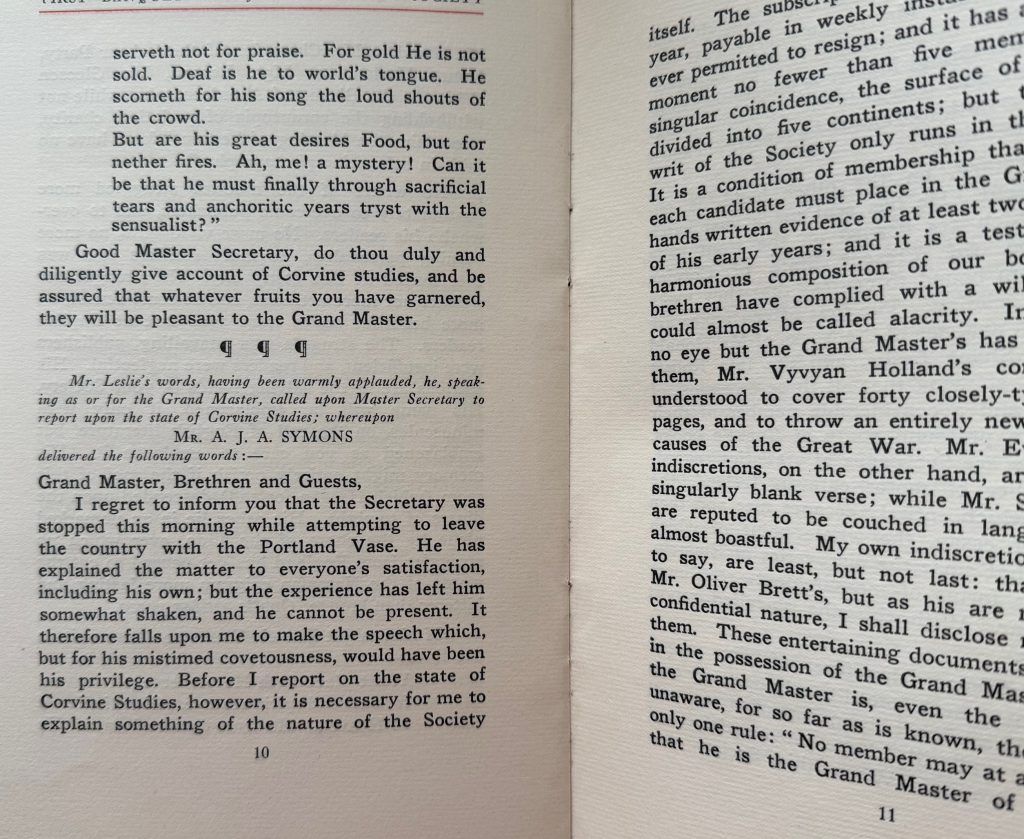 serveth not for praise. For gold He is not
sold. Deaf is he to world's tongue. He
scorneth for his song the loud shouts of
the crowd.
But are his great desires Food, but for
nether fires. Ah, me! a mystery! Can it
be that he must finally through sacrificial
tears and anchoritic years tryst with the
sensualist?”
Good Master Secretary, do thou duly and
diligently give account of Corvine studies, and be
assured that whatever fruits you have garnered,
they will be pleasant to the Grand Master.
¶ ¶ ¶
Mr. Leslie's words, having been warmly applauded, he, speak-
ing as or for the Grand Master, called upon Master Secretary to
report upon the state of Corvine Studies; whereupon
Mr. A. J. A. SYMONS
delivered the following words:—
Grand Master, Brethren and Guests,
I regret to inform you that the Secretary was
stopped this morning while attempting to leave
the country with the Portland Vase. He has
explained the matter to everyone's satisfaction,
including his own; but the experience has left him
somewhat shaken, and he cannot be present. It
therefore falls upon me to make the speech which,
but for his mistimed covetousness, would have been
his privilege. Before I report on the state of
Corvine Studies, however, it is necessary for me to
explain something of the nature of the Society
10
itself. The
year, payable in weekly
ever permitted to resign; and it has
moment no fewer than five
singular coincidence, the surface of
divided into five continents; but
writ of the Society only runs in
It is a condition of membership
each candidate must place in the
hands written evidence of at least two
of his early years; and it is a
harmonious composition of our
brethren have complied with a
could almost be called alacrity. In
no eye but the Grand Master's has
them, Mr. Vyvyan Holland's
understood to cover forty
pages, and to throw an entirely new
causes of the Great War. Mr.
indiscretions, on the other hand,
singularly blank verse; while Mr.
are reputed to be couched in
almost boastful. My own
to say, are least, but not last:
Mr. Oliver Brett's, but as his are
confidential nature, I shall disclose
them. These entertaining documents
in the possession of the Grand
the Grand Master is, even the
unaware, for so far as is known,
only one rule: “No member may at
that he is the Grand Master of
11